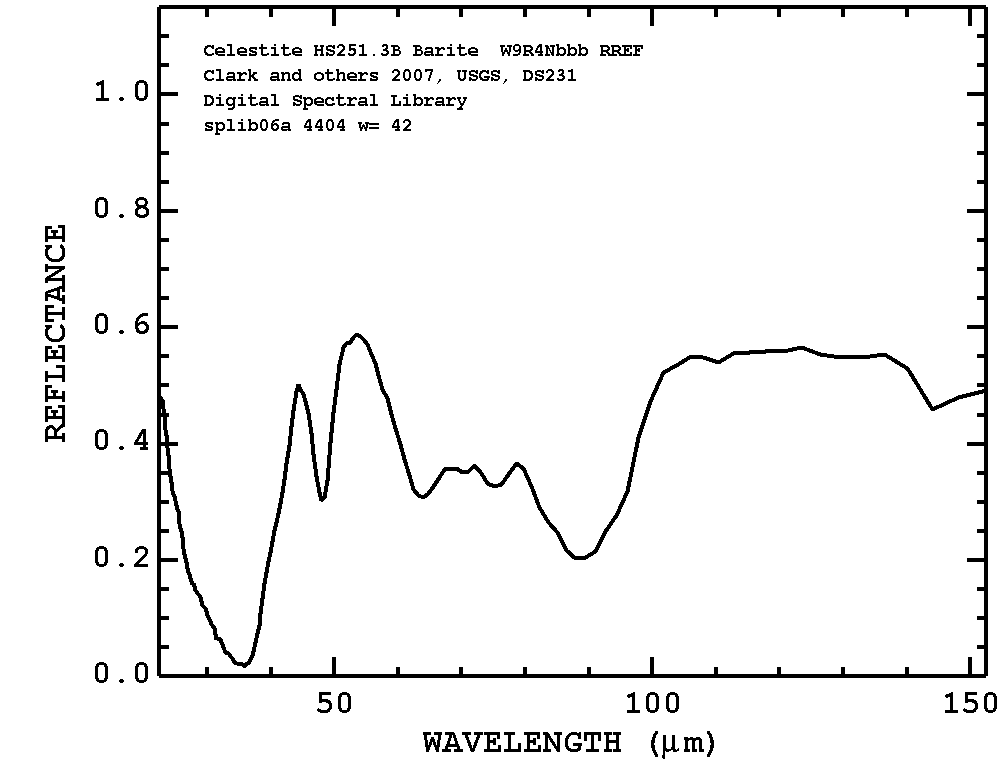 Celestite HS251.3B Barite  W9R4Nbbb RREF
Clark and others 2007, USGS, DS231
Digital Spectral Library
splib06a 4404 w= 42
1.0
0.8
0.6
0.4
0.2
0.0
REFLECTANCE
50 100 150
WAVELENGTH (μm)